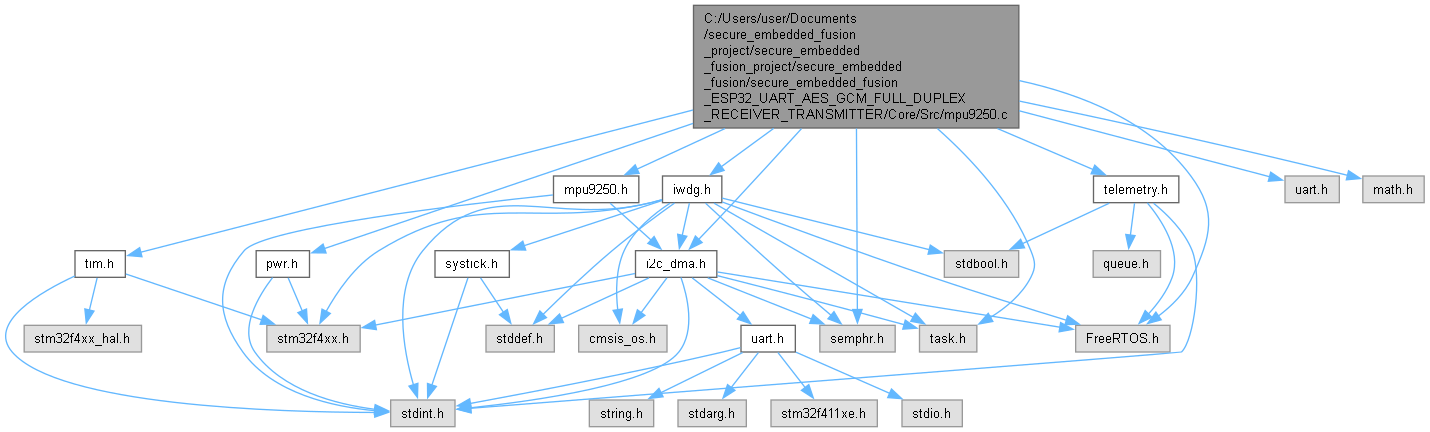 C:/Users/user/Documents
/secure_embedded_fusion
_project/secure_embedded
_fusion_project/secure_embedded
_fusion/secure_embedded_fusion
_ESP32_UART_AES_GCM_FULL_DUPLEX
_RECEIVER_TRANSMITTER/Core/Src/mpu9250.c
mpu9250.h
iwdg.h
telemetry.h
uart.h
math.h
tim.h
pwr.h
systick.h
i2c_dma.h
stdbool.h
queue.h
stm32f4xx_hal.h
stm32f4xx.h
stddef.h
cmsis_os.h
uart.h
semphr.h
task.h
FreeRTOS.h
stdint.h
string.h
stdarg.h
stm32f411xe.h
stdio.h